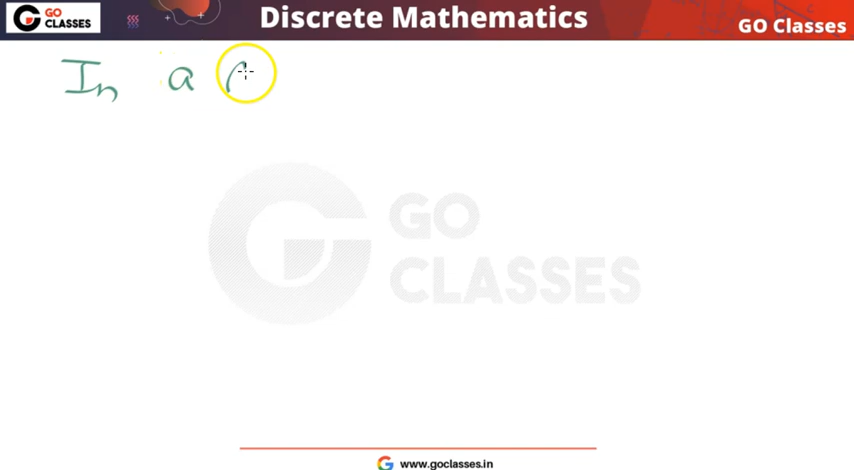 GO CLASSES
Discrete Mathematics
GO Classes
In a
GO
CLASSES
www.goclasses.in